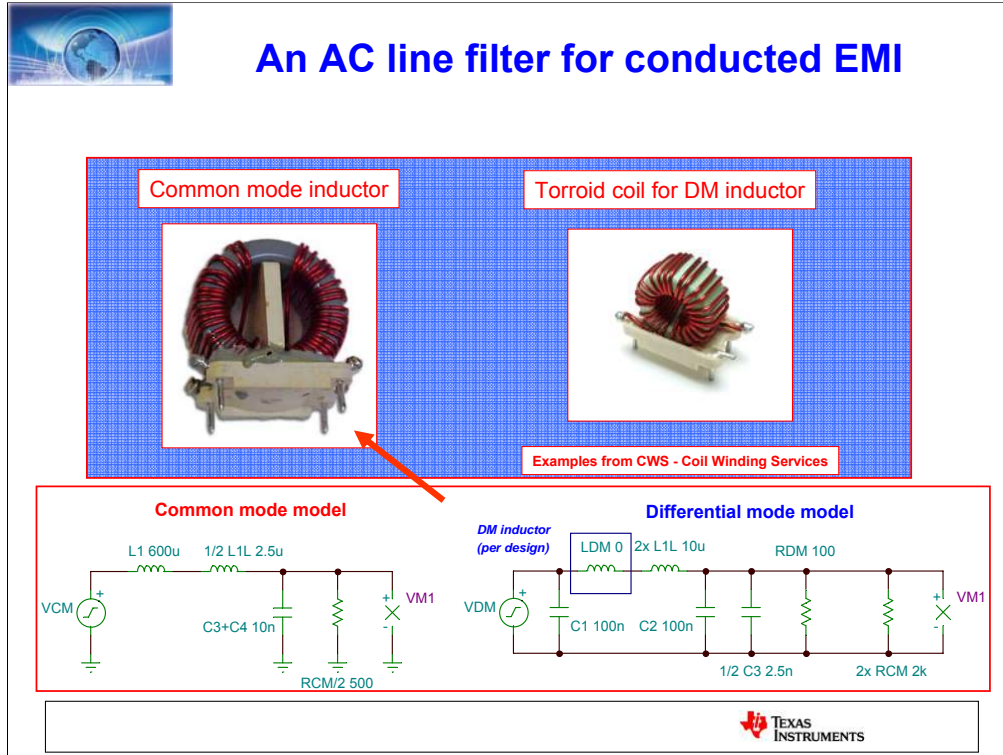 An AC line filter for conducted EMI
Common mode inductor
Torroid coil for DM inductor
Examples from CWS - Coil Winding Services
Common mode model
L1 600u
1/2 L1L 2.5u
VCM
+
C3+C4 10n
RCM/2 500
+
-
VM1
Differential mode model
DM inductor
(per design)
LDM 0
2x L1L 10u
RDM 100
VDM
+
C1 100n
C2 100n
1/2 C3 2.5n
2x RCM 2k
+
-
VM1
TEXAS
INSTRUMENTS